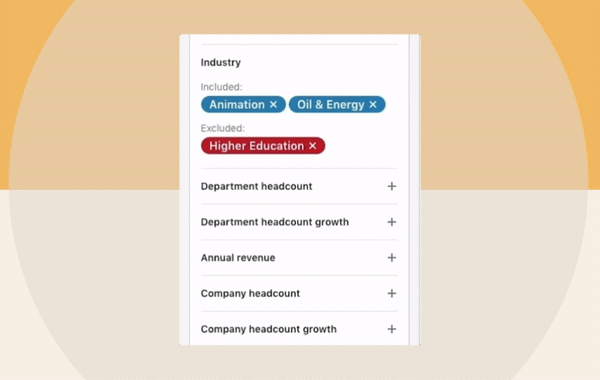 Industry
Included:
Animation ✕ Oil & Energy ✕
Excluded:
Higher Education ✕
Department headcount +
Department headcount growth +
Annual revenue +
Company headcount +
Company headcount growth +